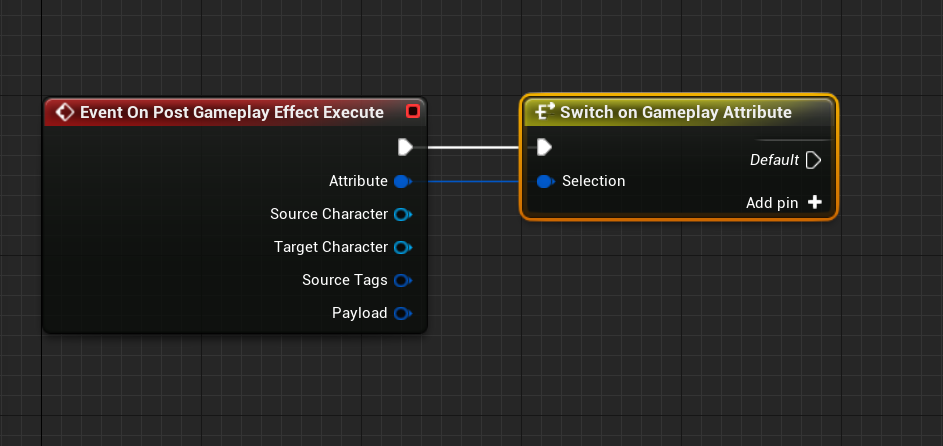 Event On Post Gameplay Effect Execute
Attribute
Source Character
Target Character
Source Tags
Payload
Switch on Gameplay Attribute
Default
Selection
Add pin